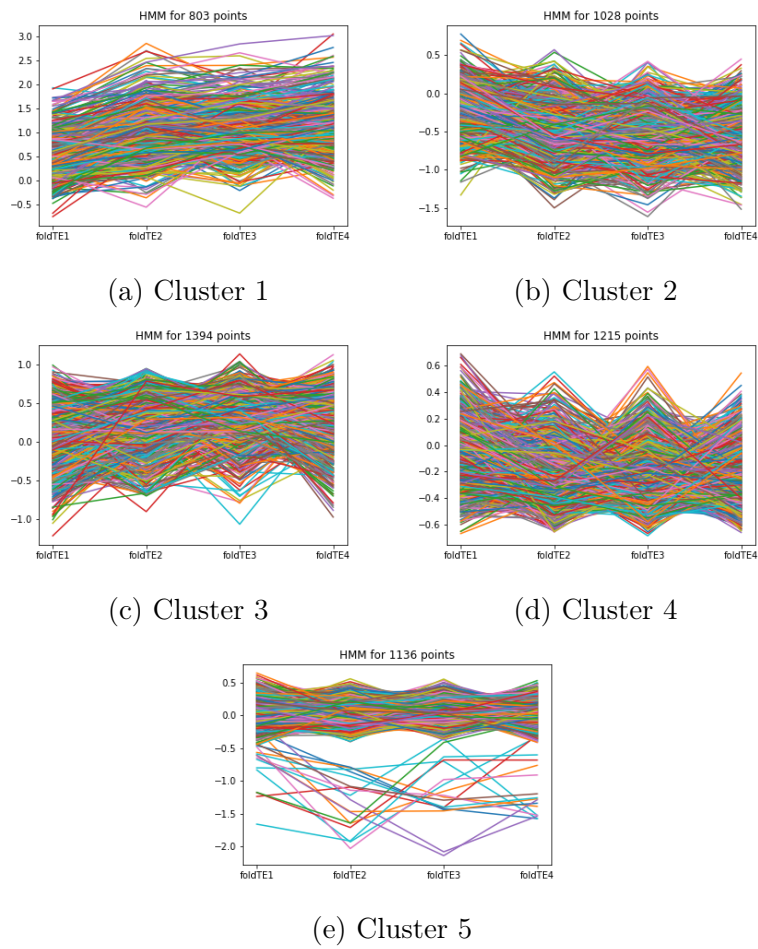 HMM for 803 points
3.0
2.5
2.0
1.5
1.0
0.5
0.0
−0.5
foldTE1 foldTE2 foldTE3 foldTE4
(a) Cluster 1
HMM for 1028 points
0.5
0.0
−0.5
−1.0
−1.5
foldTE1 foldTE2 foldTE3 foldTE4
(b) Cluster 2
HMM for 1394 points
1.0
0.5
0.0
−0.5
−1.0
foldTE1 foldTE2 foldTE3 foldTE4
(c) Cluster 3
HMM for 1215 points
0.6
0.4
0.2
0.0
−0.2
−0.4
−0.6
foldTE1 foldTE2 foldTE3 foldTE4
(d) Cluster 4
HMM for 1136 points
0.5
0.0
−0.5
−1.0
−1.5
−2.0
foldTE1 foldTE2 foldTE3 foldTE4
(e) Cluster 5